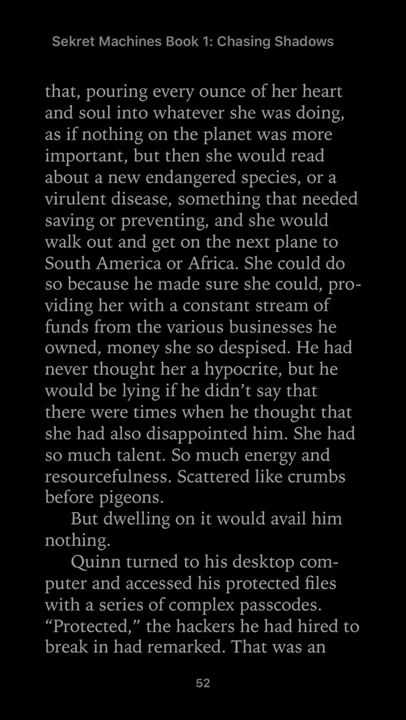 Sekret Machines Book 1: Chasing Shadows
that, pouring every ounce of her heart
and soul into whatever she was doing,
as if nothing on the planet was more
important, but then she would read
about a new endangered species, or a
virulent disease, something that needed
saving or preventing, and she would
walk out and get on the next plane to
South America or Africa. She could do
so because he made sure she could, pro-
viding her with a constant stream of
funds from the various businesses he
owned, money she so despised. He had
never thought her a hypocrite, but he
would be lying if he didn’t say that
there were times when he thought that
she had also disappointed him. She had
so much talent. So much energy and
resourcefulness. Scattered like crumbs
before pigeons.
But dwelling on it would avail him
nothing.
Quinn turned to his desktop com-
puter and accessed his protected files
with a series of complex passcodes.
“Protected,” the hackers he had hired to
break in had remarked. That was an
52